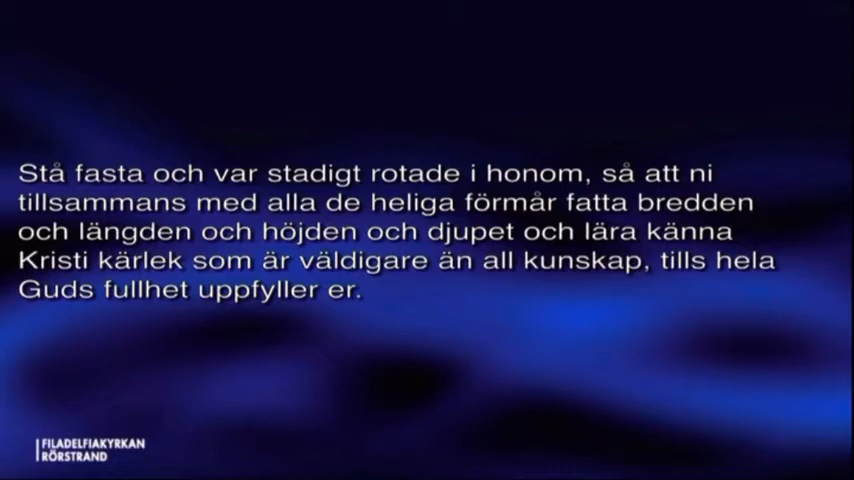 Stå fasta och var stadigt rotade i honom, så att ni
tillsammans med alla de heliga förmår fatta bredden
och längden och höjden och djupet och lära känna
Kristi kärlek som är väldigare än all kunskap, tills hela
Guds fullhet uppfyller er.
FILADELFIAKYRKAN
RÖRSTRAND